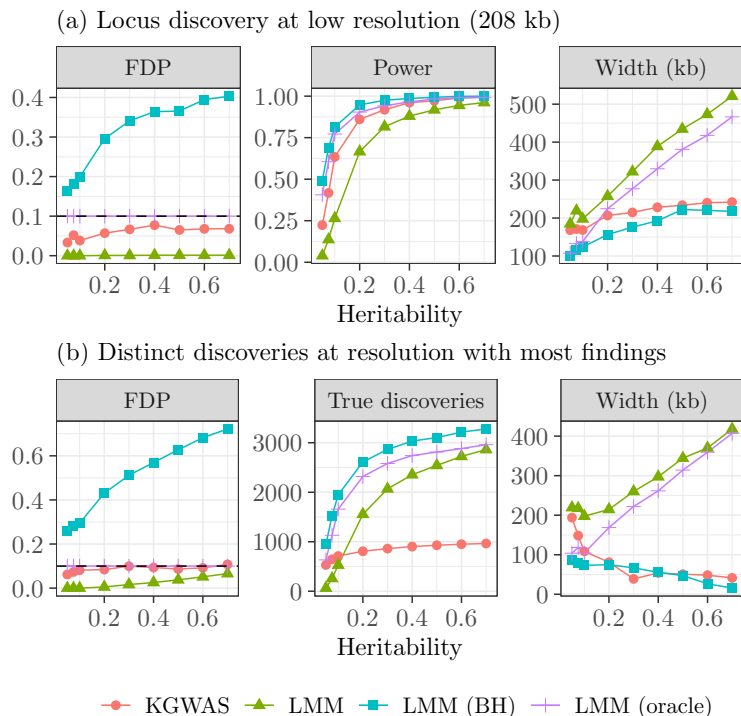 (a) Locus discovery at low resolution (208 kb)
FDP
Power
Width (kb)
0.4
0.3
0.2
0.1
0.0
1.00
0.75
0.50
0.25
0.00
500
400
300
200
100
0.2 0.4 0.6
0.2 0.4 0.6
0.2 0.4 0.6
Heritability
(b) Distinct discoveries at resolution with most findings
FDP
True discoveries
Width (kb)
0.6
0.4
0.2
0.0
3000
2000
1000
0
400
300
200
100
0
0.2 0.4 0.6
0.2 0.4 0.6
0.2 0.4 0.6
Heritability
KGWAS LMM LMM (BH) LMM (oracle)